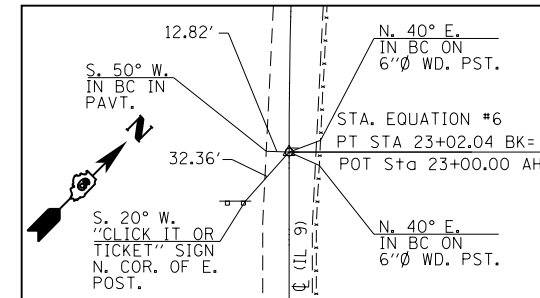 12.82'
N. 40° E.
IN BC ON
6"Ø WD. PST.
S. 50° W.
IN BC IN
PAVT.
STA. EQUATION #6
PT STA 23+02.04 BK=
POT Sta 23+00.00 AH
32.36'
N
S. 20° W.
"CLICK IT OR
TICKET" SIGN
N. COR. OF E.
POST.
N. 40° E.
IN BC ON
6"Ø WD. PST.
℄ (IL 9)